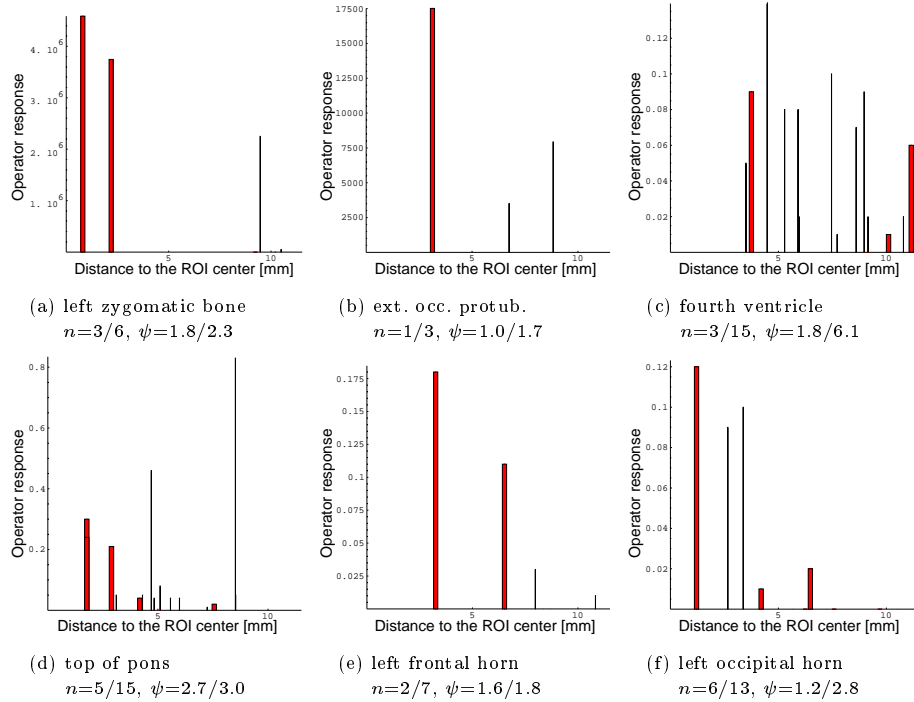 4. 10^6
3. 10^6
2. 10^6
1. 10^6
Operator response
5
10
Distance to the ROI center [mm]
(a) left zygomatic bone
n=3/6, ψ=1.8/2.3
17500
15000
12500
10000
7500
5000
2500
Operator response
5
10
Distance to the ROI center [mm]
(b) ext. occ. protub.
n=1/3, ψ=1.0/1.7
0.12
0.1
0.08
0.06
0.04
0.02
Operator response
5
10
Distance to the ROI center [mm]
(c) fourth ventricle
n=3/15, ψ=1.8/6.1
0.8
0.6
0.4
0.2
Operator response
5
10
Distance to the ROI center [mm]
(d) top of pons
n=5/15, ψ=2.7/3.0
0.175
0.15
0.125
0.1
0.075
0.05
0.025
Operator response
5
10
Distance to the ROI center [mm]
(e) left frontal horn
n=2/7, ψ=1.6/1.8
0.12
0.1
0.08
0.06
0.04
0.02
Operator response
5
10
Distance to the ROI center [mm]
(f) left occipital horn
n=6/13, ψ=1.2/2.8